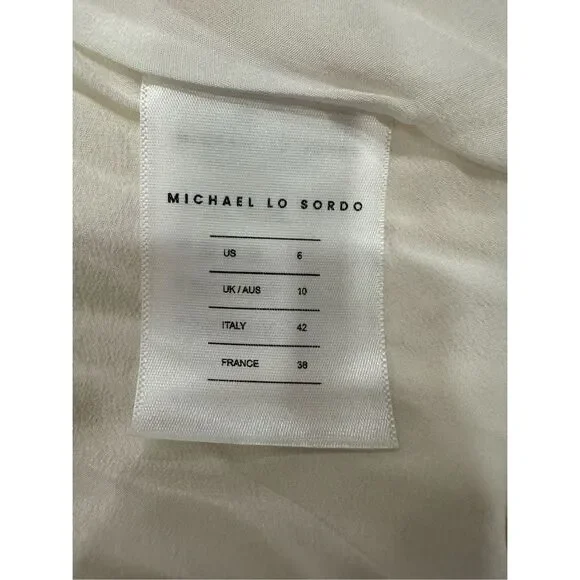 MICHAEL LO SORDO
US 6
UK / AUS 10
ITALY 42
FRANCE 38